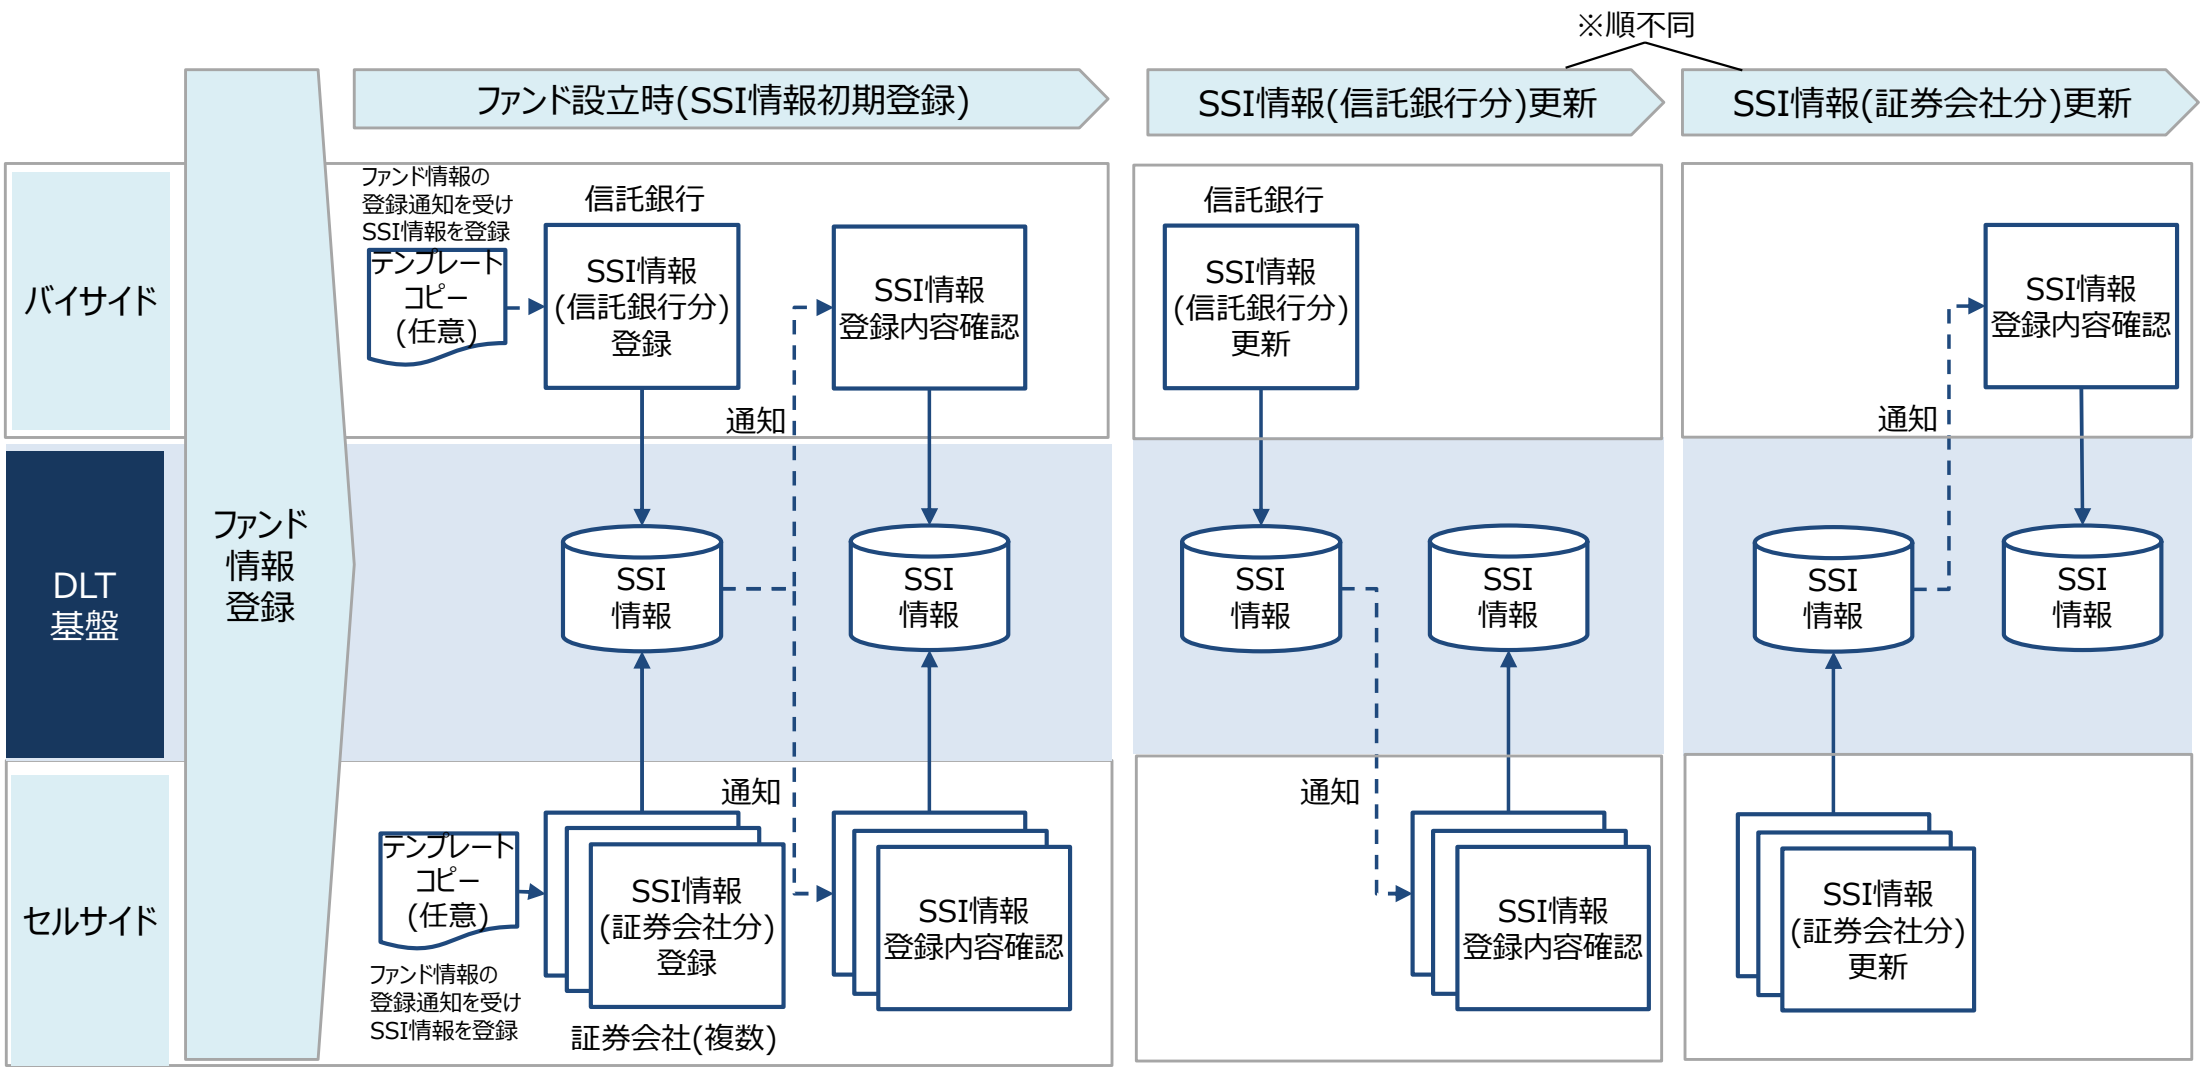 ※順不同
ファンド設立時(SSI情報初期登録)
SSI情報(信託銀行分)更新
SSI情報(証券会社分)更新
バイサイド
DLT
基盤
セルサイド
ファンド
情報
登録
ファンド情報の
登録通知を受け
SSI情報を登録
テンプレート
コピー
(任意)
信託銀行
SSI情報
(信託銀行分)
登録
SSI情報
登録内容確認
通知
SSI
情報
SSI
情報
通知
テンプレート
コピー
(任意)
ファンド情報の
登録通知を受け
SSI情報を登録
SSI情報
(証券会社分)
登録
証券会社(複数)
SSI情報
登録内容確認
信託銀行
SSI情報
(信託銀行分)
更新
SSI
情報
SSI
情報
通知
SSI情報
登録内容確認
SSI情報
登録内容確認
通知
SSI
情報
SSI
情報
SSI情報
(証券会社分)
更新